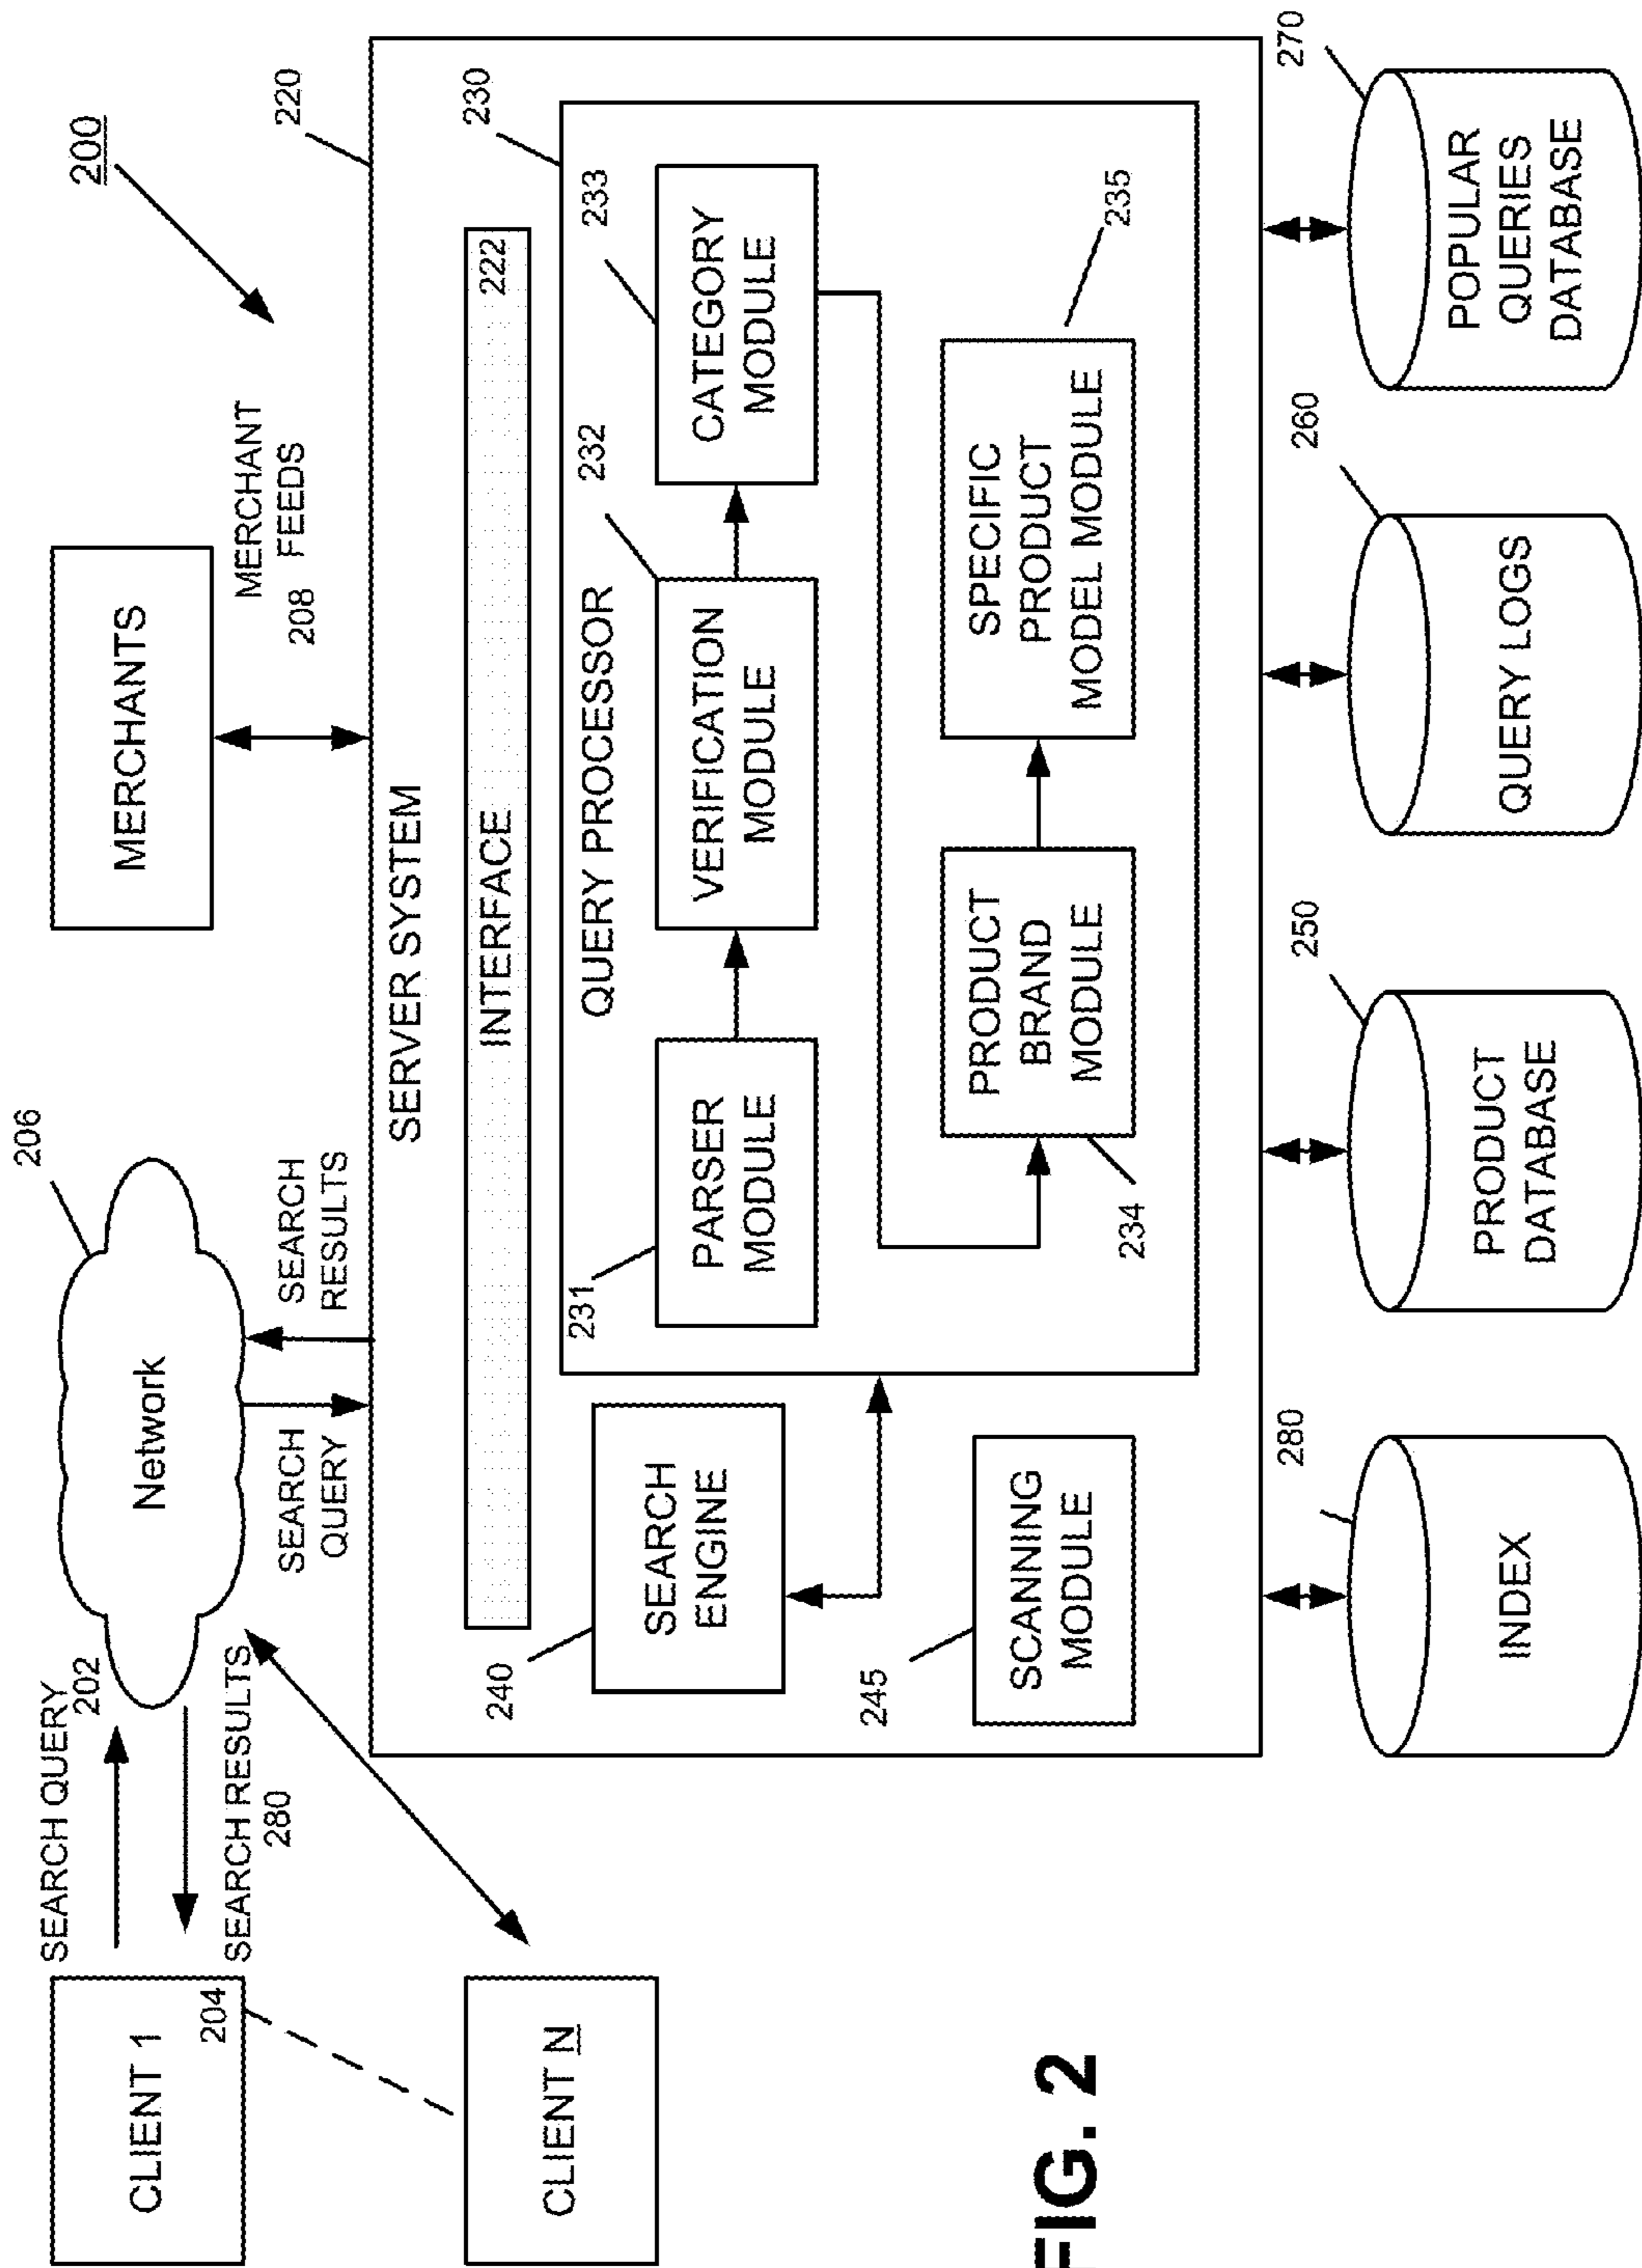 200
CLIENT 1
204
SEARCH QUERY
202
SEARCH RESULTS
280
Network
206
SEARCH
QUERY
SEARCH
RESULTS
MERCHANTS
MERCHANT
208 FEEDS
CLIENT N
SERVER SYSTEM
220
INTERFACE
222
QUERY PROCESSOR
230
SEARCH
ENGINE
240
SCANNING
MODULE
245
PARSER
MODULE
231
VERIFICATION
MODULE
232
CATEGORY
MODULE
233
PRODUCT
BRAND
MODULE
234
SPECIFIC
PRODUCT
MODEL MODULE
235
INDEX
280
PRODUCT
DATABASE
250
QUERY LOGS
260
POPULAR
QUERIES
DATABASE
270
FIG. 2